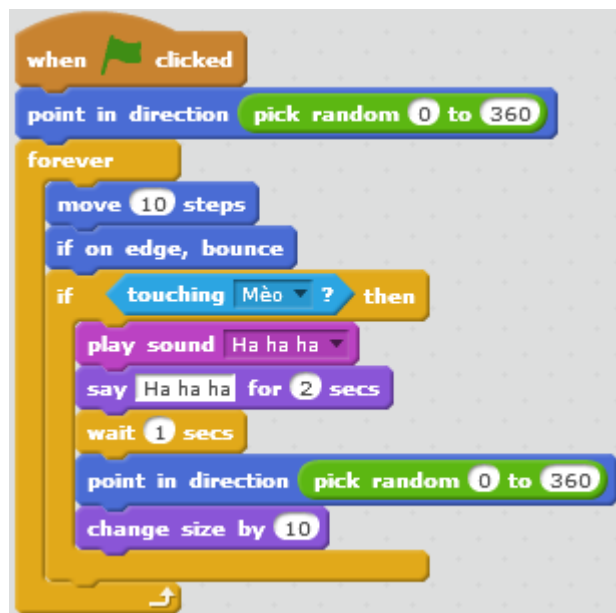 when clicked
point in direction pick random 0 to 360
forever
move 10 steps
if on edge, bounce
if touching Mèo ? then
play sound Ha ha ha
say Ha ha ha for 2 secs
wait 1 secs
point in direction pick random 0 to 360
change size by 10